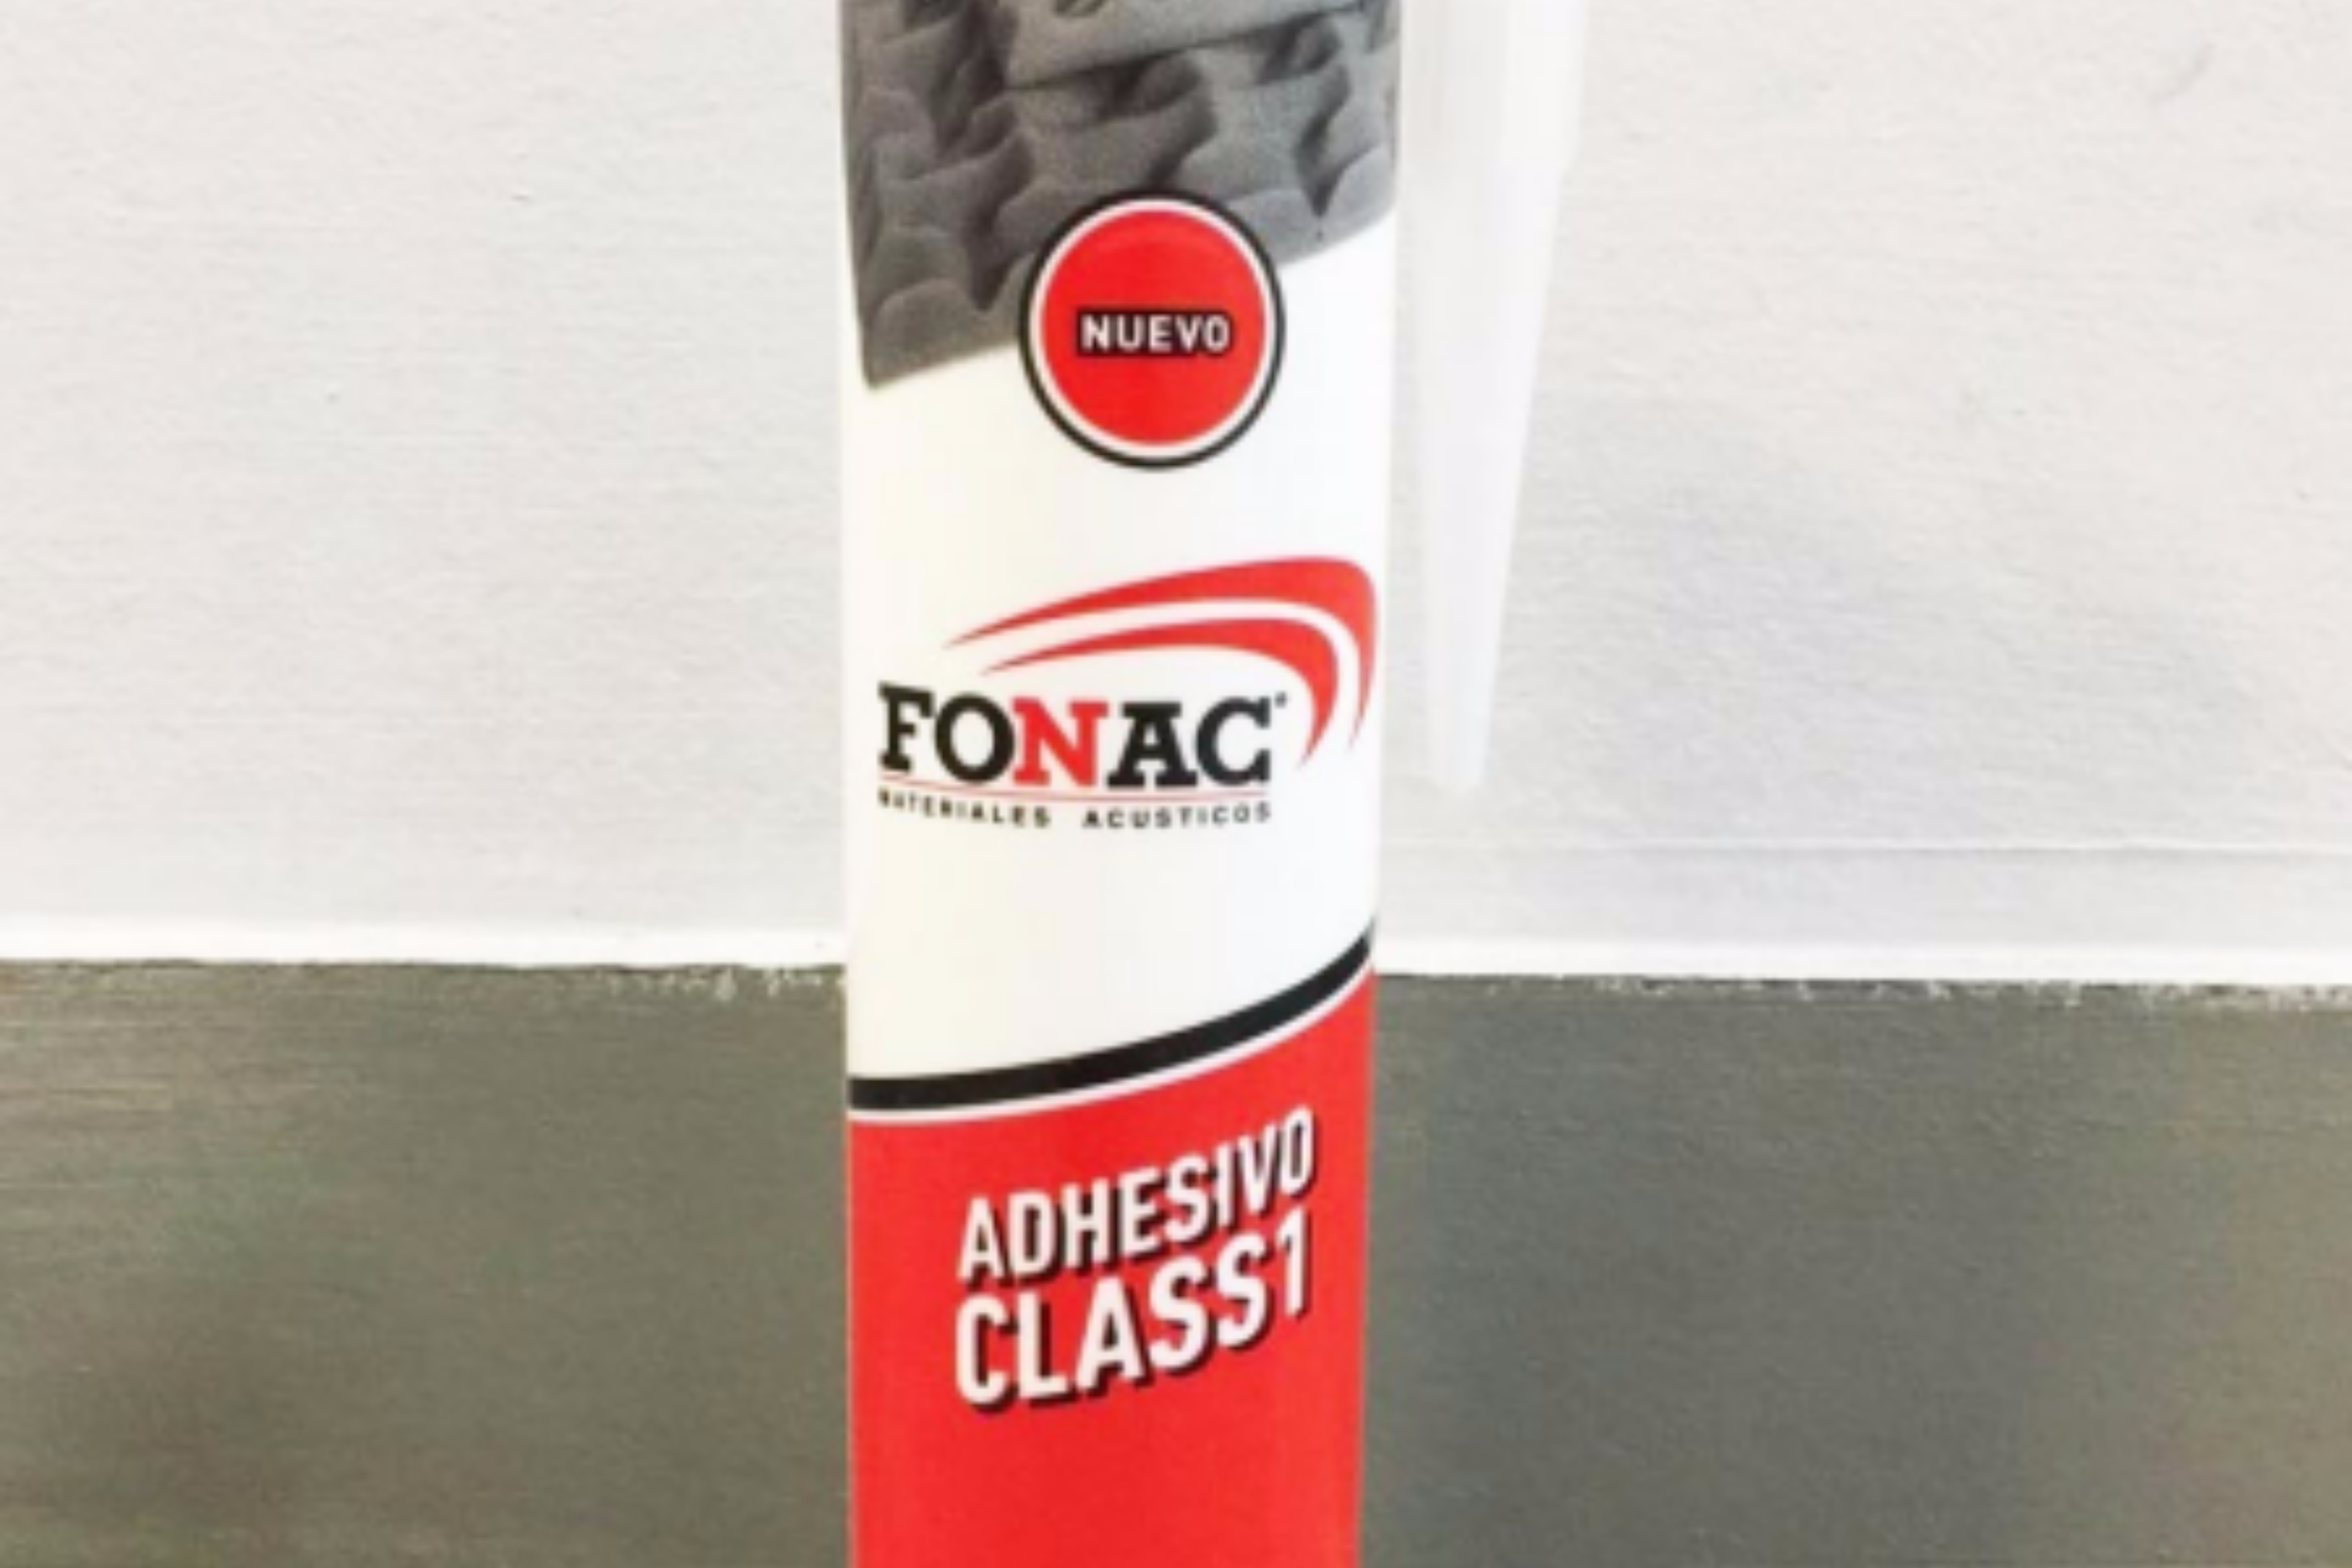 NUEVO
FONAC
MATERIALES ACUSTICOS
ADHESIVO
CLASS1